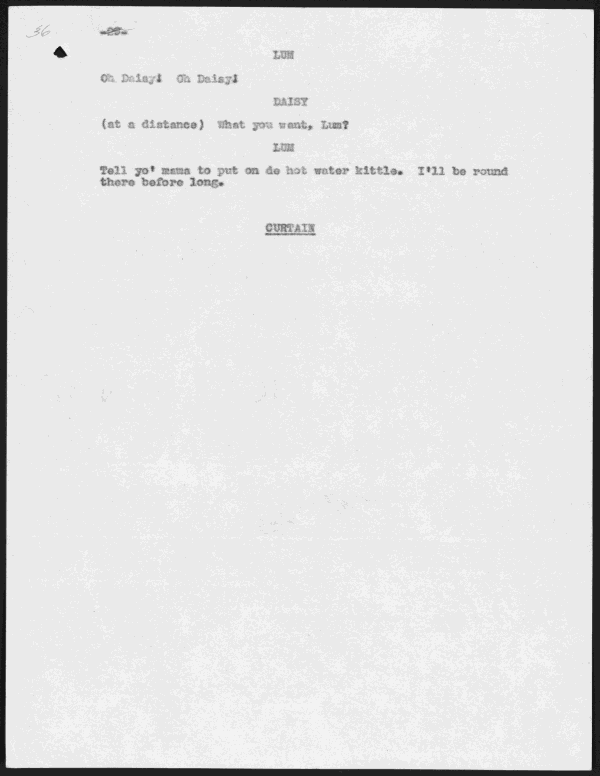 36
LUM
Oh Daisy! Oh Daisy!
DAISY
(at a distance) What you want, Lum?
LUM
Tell yo' mama to put on de hot water kittle. I'll be round
there before long.
CURTAIN